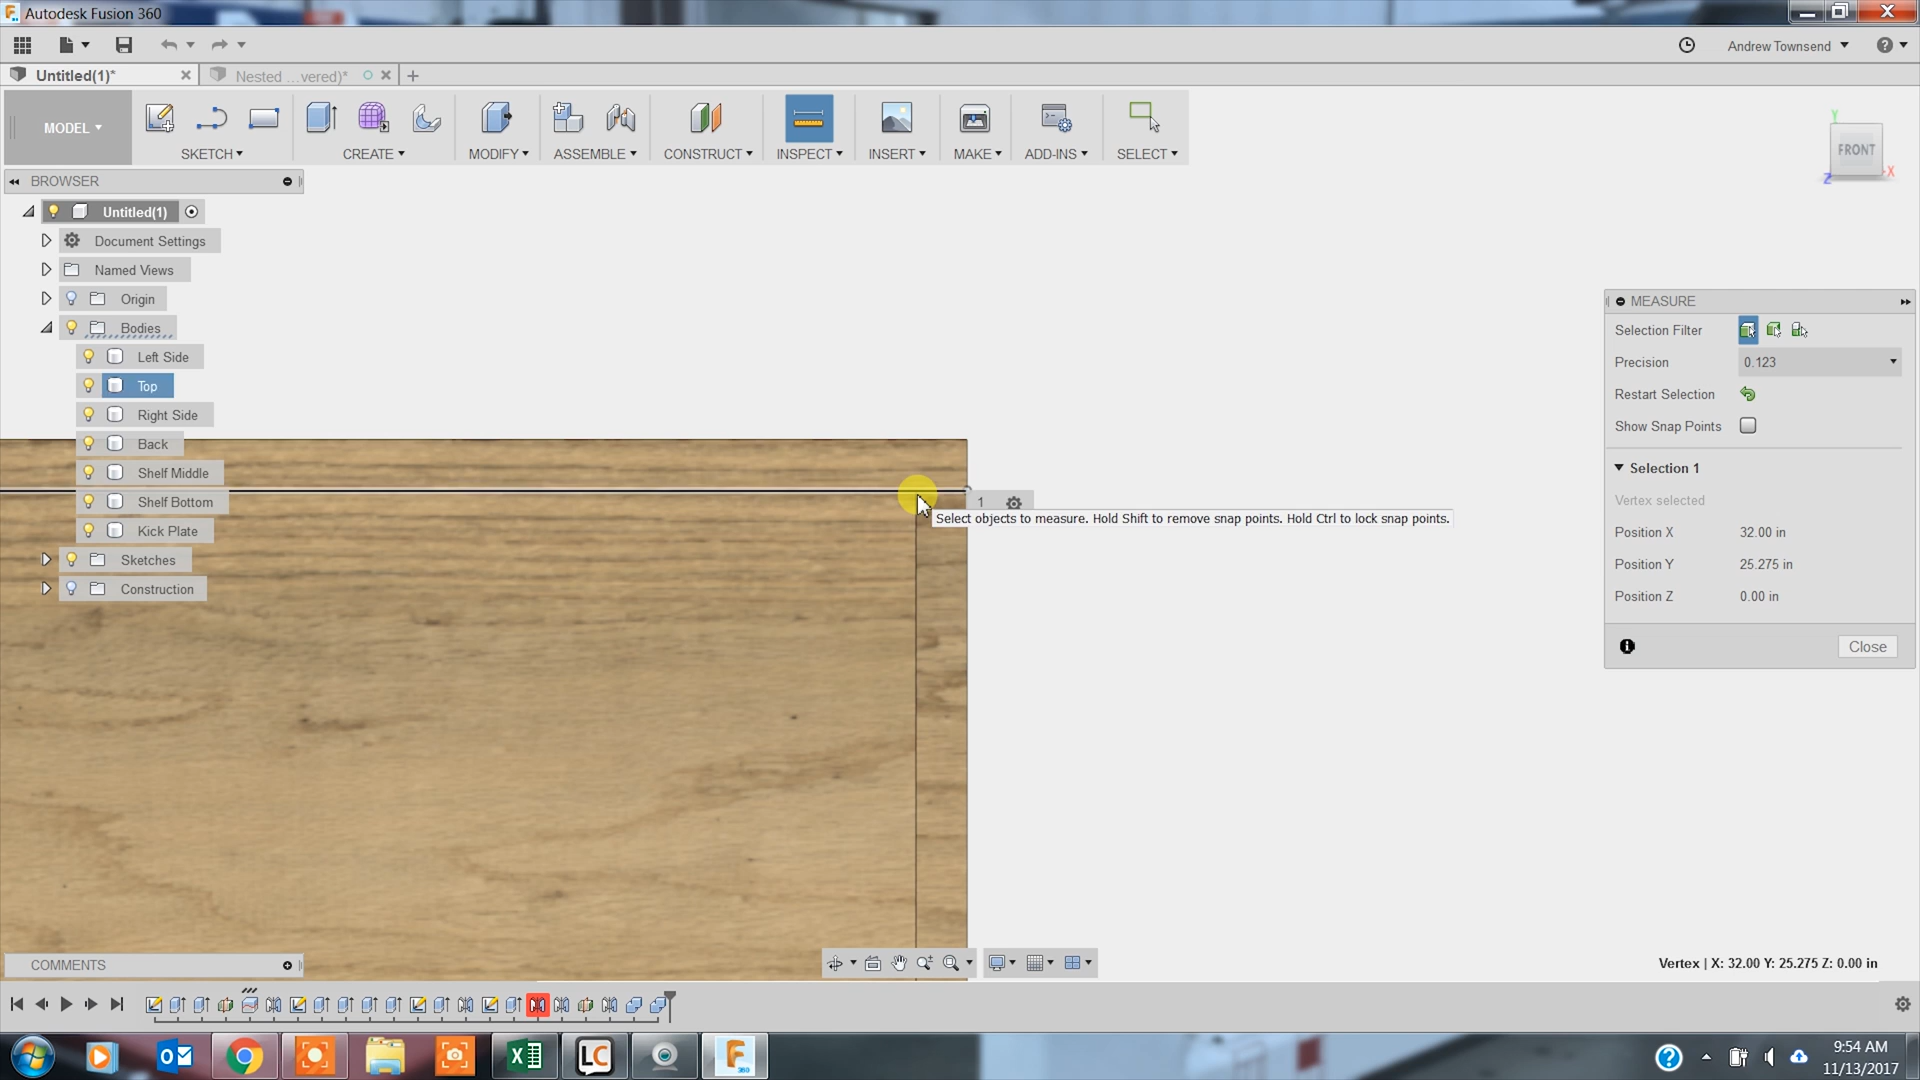 Autodesk Fusion 360
Andrew Townsend
Untitled(1)*
Nested ...vered)*
MODEL
SKETCH
CREATE
MODIFY
ASSEMBLE
CONSTRUCT
INSPECT
INSERT
MAKE
ADD-INS
SELECT
Y
FRONT
X
Z
BROWSER
Untitled(1)
Document Settings
Named Views
Origin
Bodies
Left Side
Top
Right Side
Back
Shelf Middle
Shelf Bottom
Kick Plate
Sketches
Construction
1
Select objects to measure. Hold Shift to remove snap points. Hold Ctrl to lock snap points.
MEASURE
Selection Filter
Precision 0.123
Restart Selection
Show Snap Points
Selection 1
Vertex selected
Position X 32.00 in
Position Y 25.275 in
Position Z 0.00 in
Close
COMMENTS
Vertex | X: 32.00 Y: 25.275 Z: 0.00 in
LC
360
9:54 AM
11/13/2017